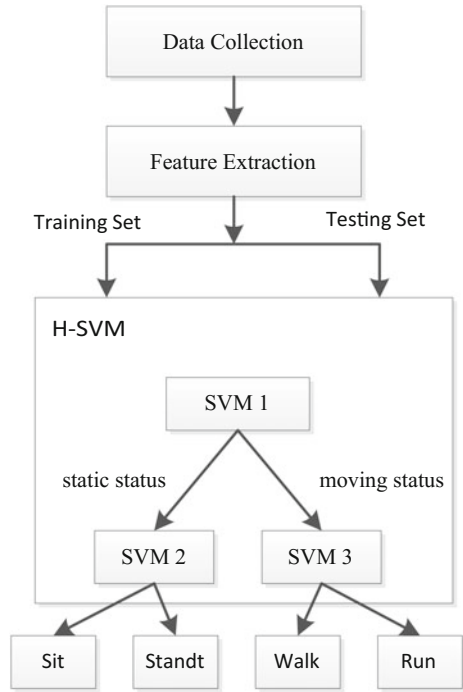 Data Collection
Feature Extraction
Training Set
Testing Set
H-SVM
SVM 1
static status
moving status
SVM 2
SVM 3
Sit
Standt
Walk
Run